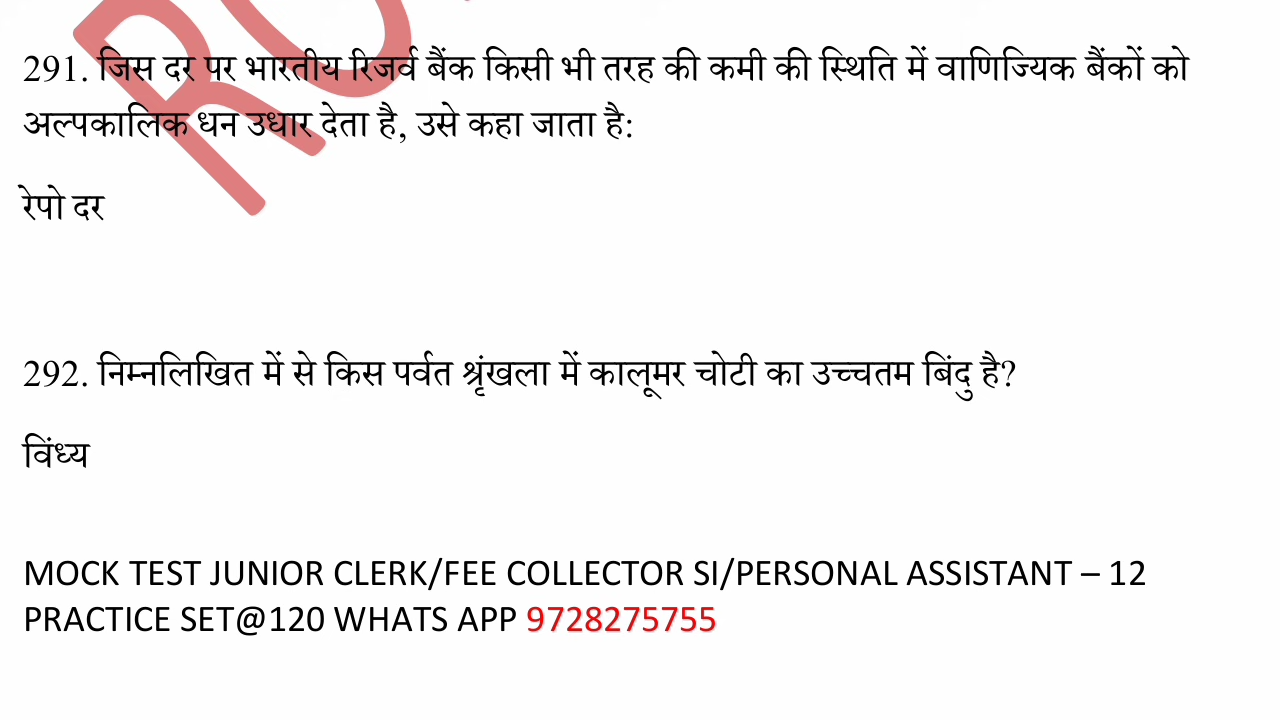 291. जिस दर पर भारतीय रिजर्व बैंक किसी भी तरह की कमी की स्थिति में वाणिज्यिक बैंकों को
अल्पकालिक धन उधार देता है, उसे कहा जाता है:
रेपो दर
292. निम्नलिखित में से किस पर्वत श्रृंखला में कालूमर चोटी का उच्चतम बिंदु है?
विंध्य
MOCK TEST JUNIOR CLERK/FEE COLLECTOR SI/PERSONAL ASSISTANT – 12
PRACTICE SET@120 WHATS APP 9728275755